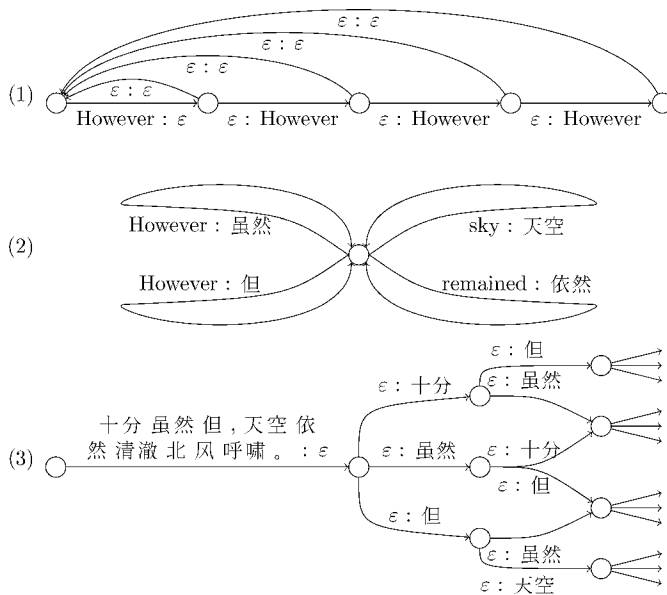 ε : ε
ε : ε
ε : ε
ε : ε
(1)
However : ε ε : However ε : However ε : However
However : 虽然 sky : 天空
(2)
However : 但 remained : 依然
ε : 但
ε : 十分 ε : 虽然
十分 虽然 但 , 天空 依
然 清澈 北 风 呼啸 。 : ε
(3)
ε : 虽然 ε : 十分
ε : 但
ε : 但
ε : 虽然
ε : 天空